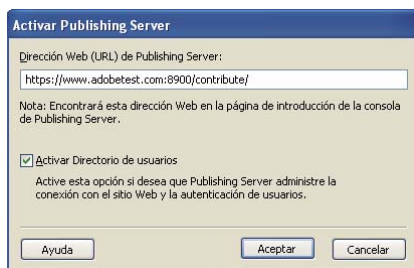 Activar Publishing Server
Dirección Web (URL) de Publishing Server:
https://www.adobetest.com:8900/contribute/
Nota: Encontrará esta dirección Web en la página de introducción de la consola
de Publishing Server.
Activar Directorio de usuarios
Active esta opción si desea que Publishing Server administre la
conexión con el sitio Web y la autenticación de usuarios.
Ayuda
Aceptar
Cancelar